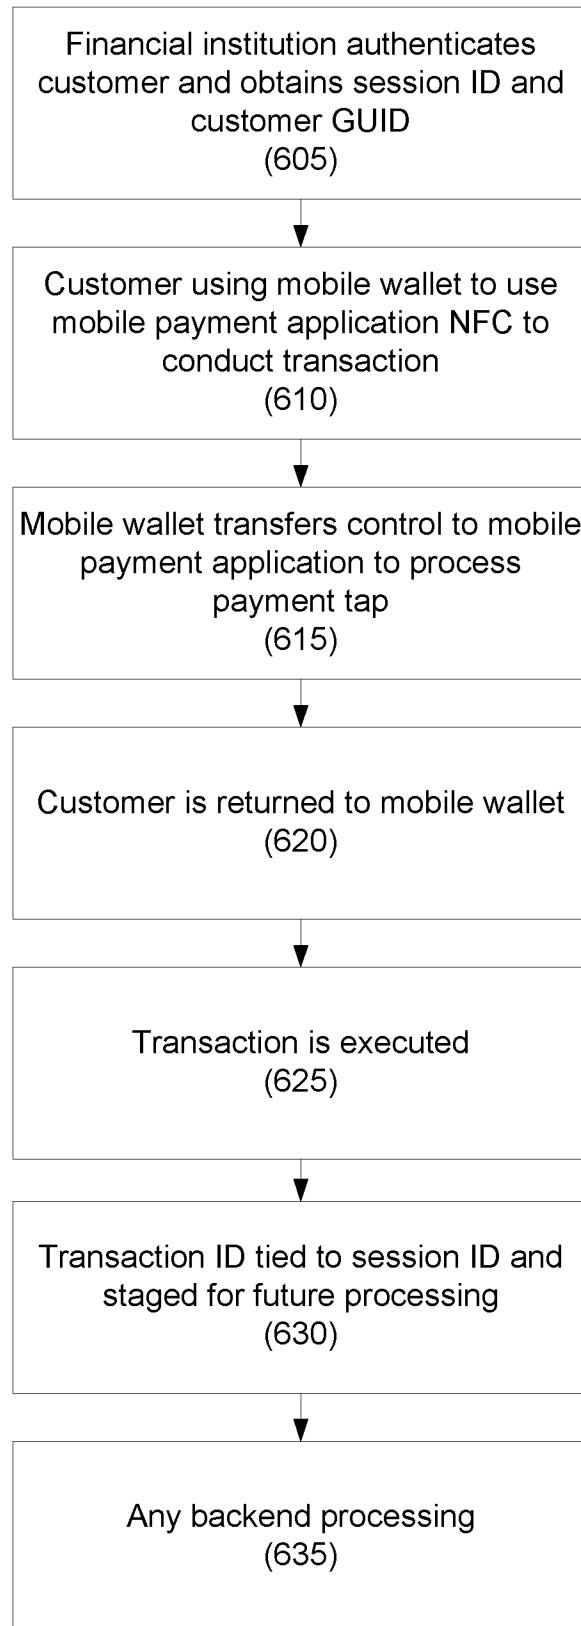 Financial institution authenticates
customer and obtains session ID and
customer GUID
(605)
Customer using mobile wallet to use
mobile payment application NFC to
conduct transaction
(610)
Mobile wallet transfers control to mobile
payment application to process
payment tap
(615)
Customer is returned to mobile wallet
(620)
Transaction is executed
(625)
Transaction ID tied to session ID and
staged for future processing
(630)
Any backend processing
(635)